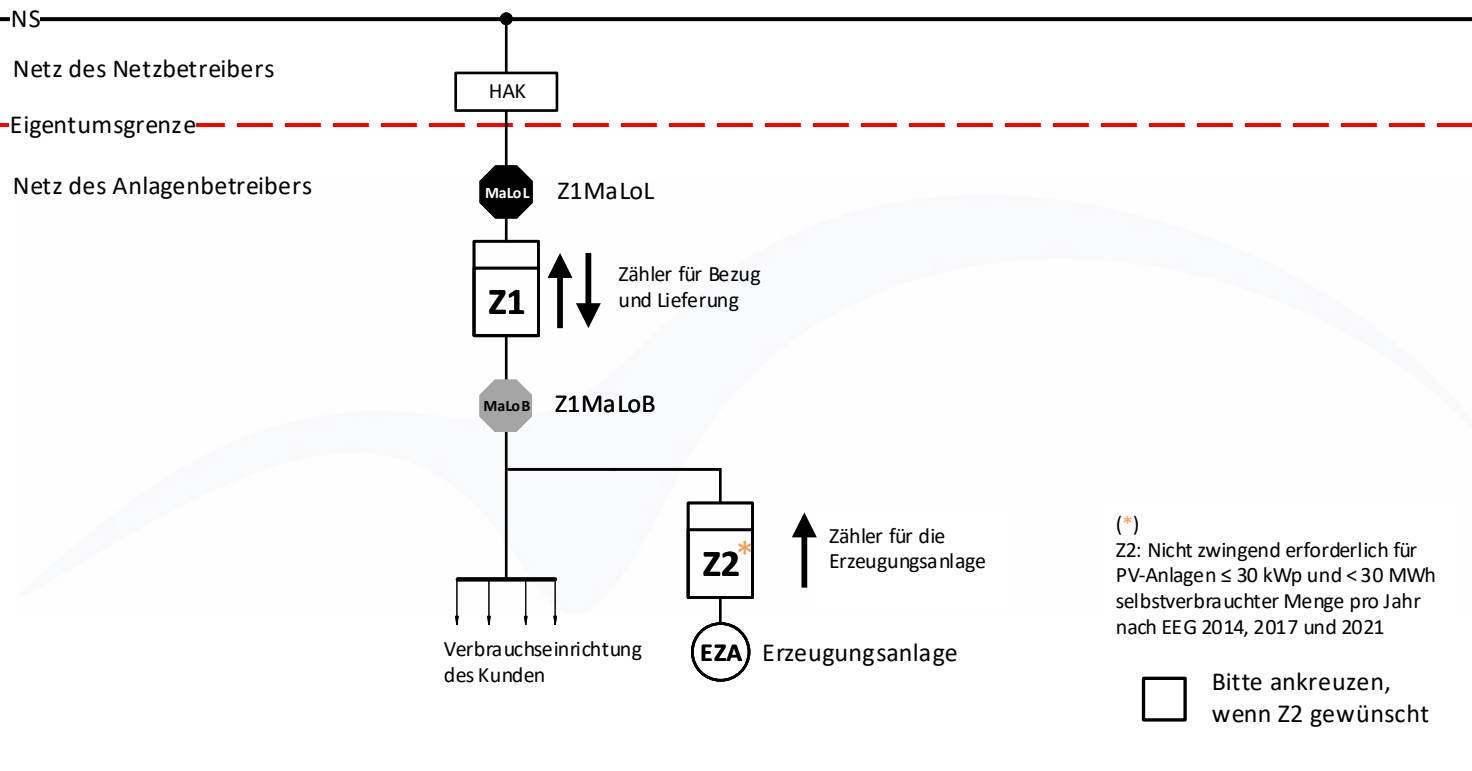 NS
Netz des Netzbetreibers
HAK
Eigentumsgrenze
Netz des Anlagenbetreibers
MaLoL
Z1MaLoL
Z1
Zähler für Bezug
und Lieferung
MaLoB
Z1MaLoB
Z2*
Zähler für die
Erzeugungsanlage
(*)
Z2: Nicht zwingend erforderlich für
PV-Anlagen ≤ 30 kWp und < 30 MWh
selbstverbrauchter Menge pro Jahr
nach EEG 2014, 2017 und 2021
Verbrauchseinrichtung
des Kunden
EZA
Erzeugungsanlage
Bitte ankreuzen,
wenn Z2 gewünscht